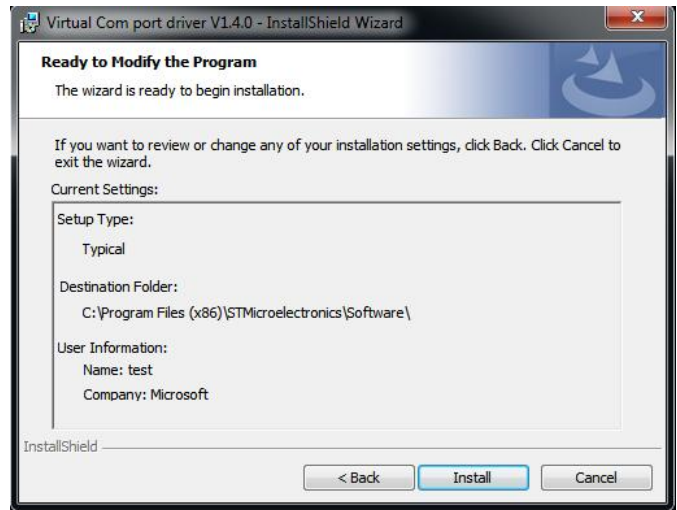 Virtual Com port driver V1.4.0 - InstallShield Wizard
Ready to Modify the Program
The wizard is ready to begin installation.
If you want to review or change any of your installation settings, click Back. Click Cancel to
exit the wizard.
Current Settings:
Setup Type:
Typical
Destination Folder:
C:\Program Files (x86)\STMicroelectronics\Software\
User Information:
Name: test
Company: Microsoft
InstallShield
< Back
Install
Cancel